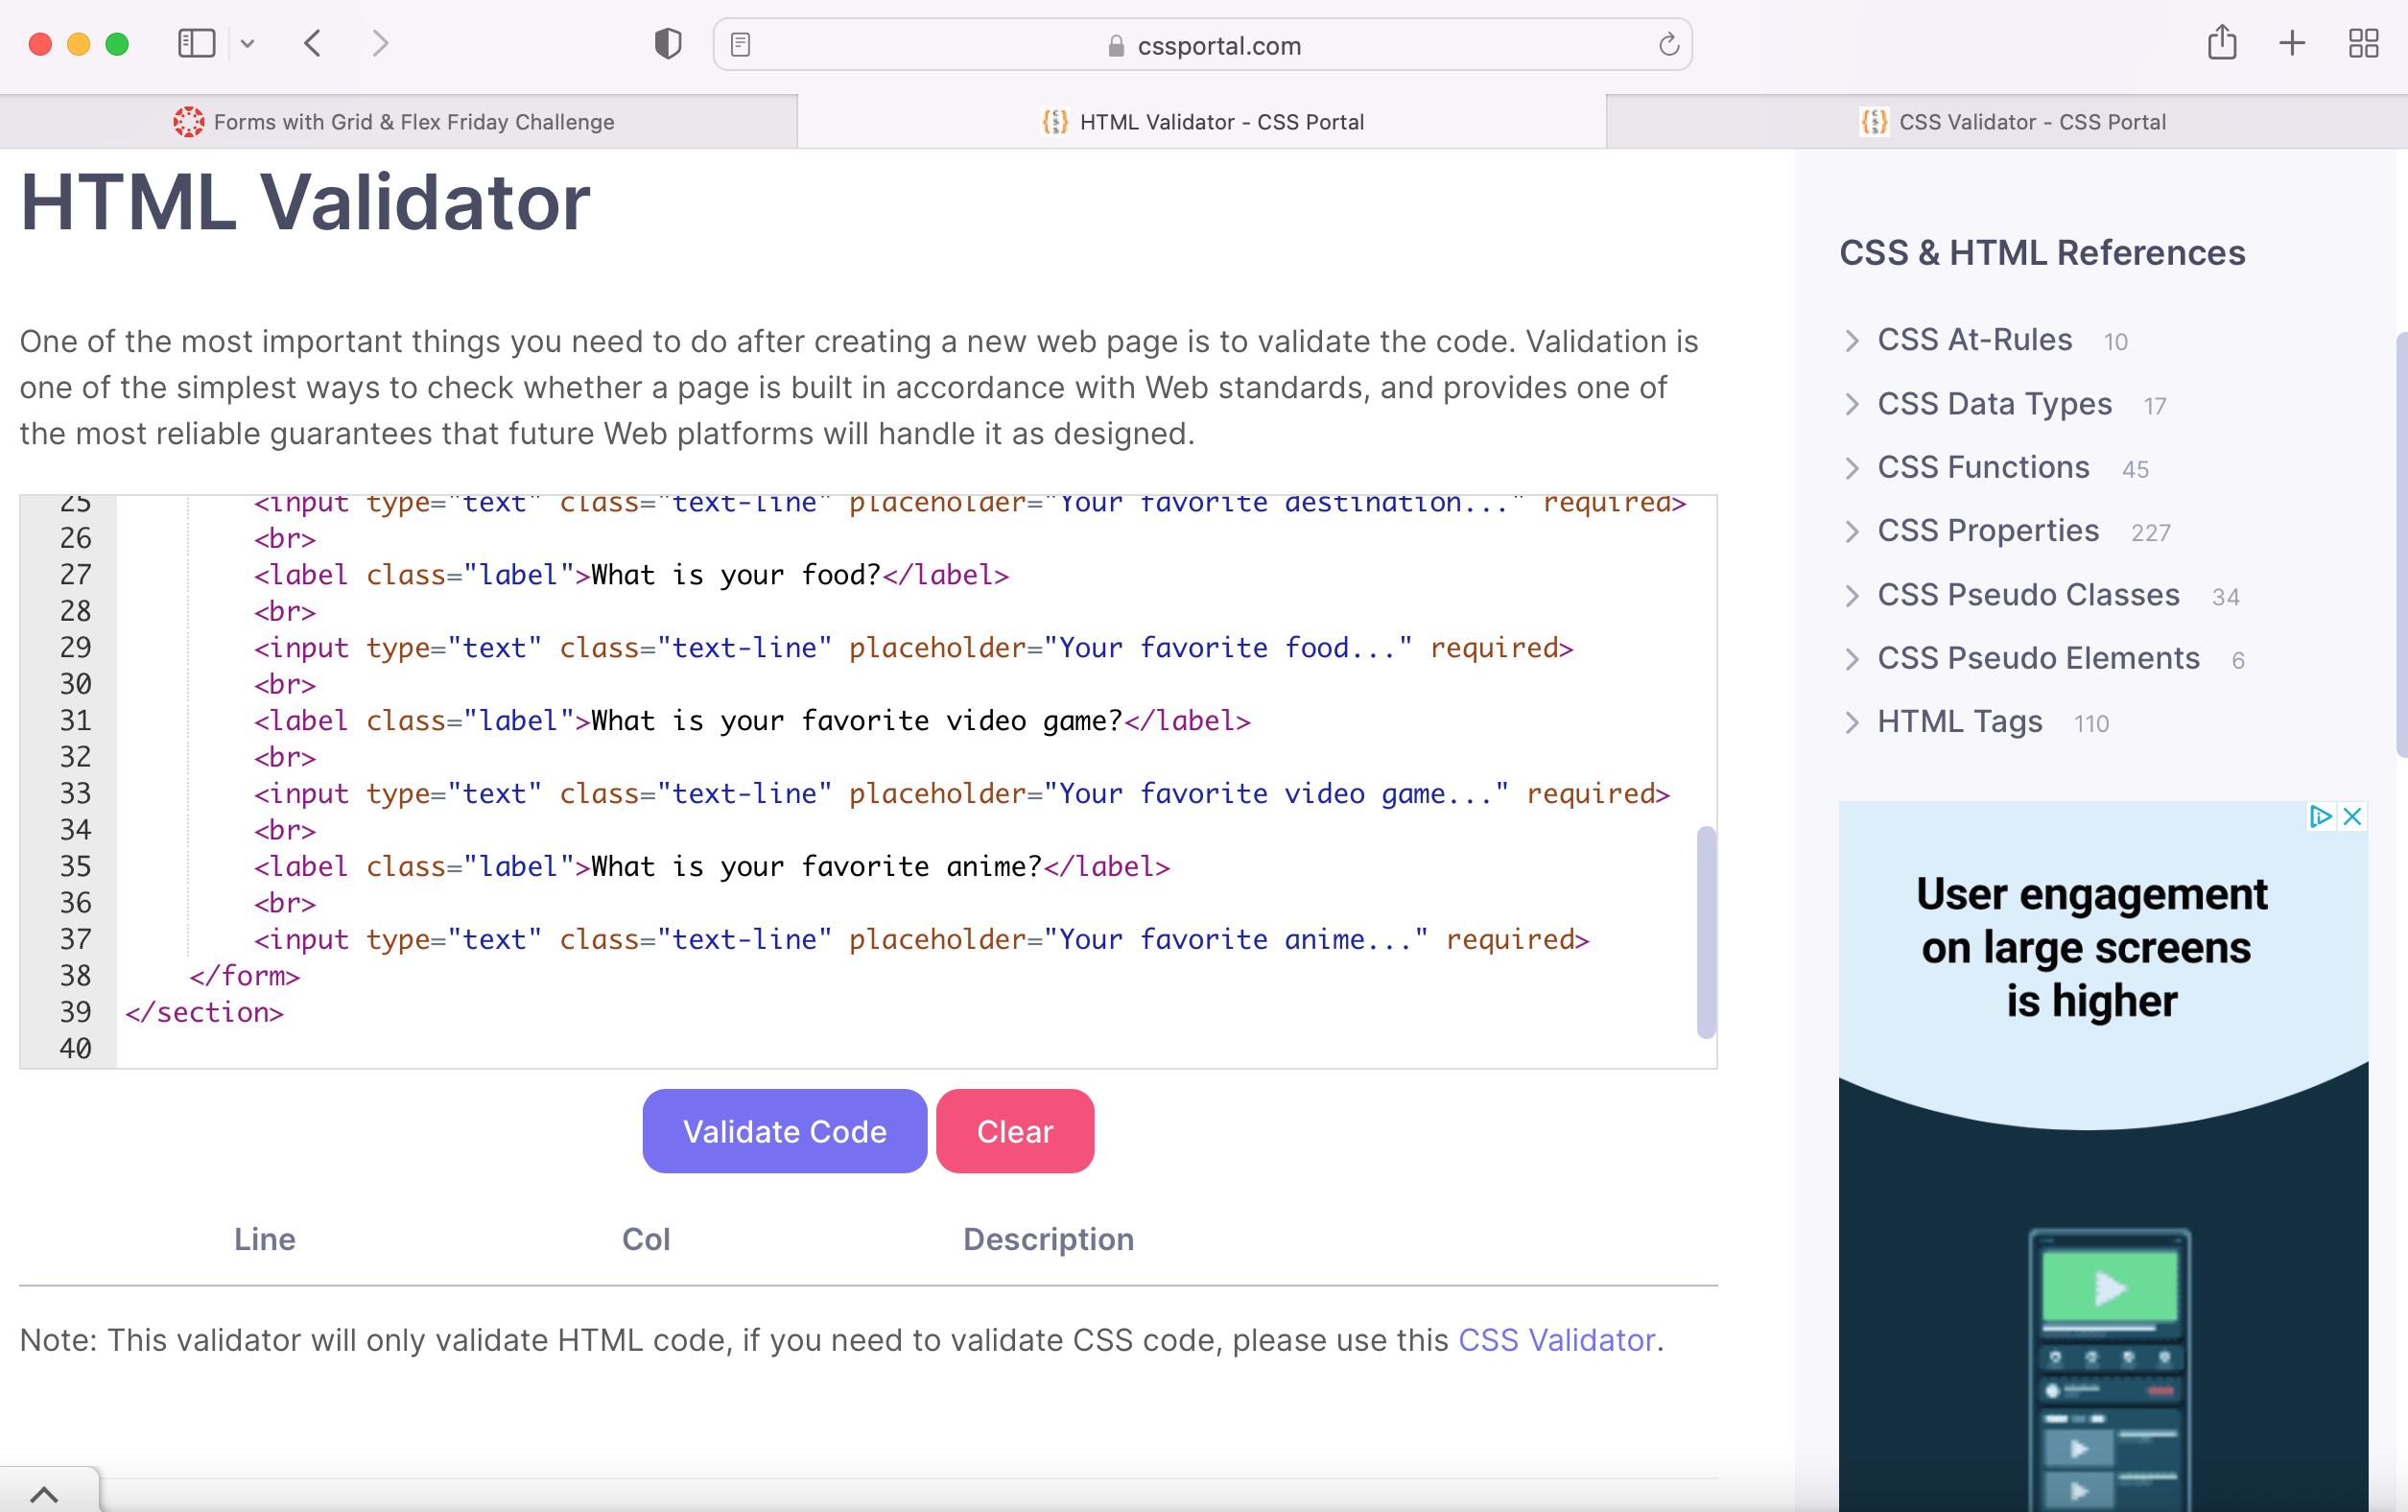 cssportal.com
Forms with Grid & Flex Friday Challenge
HTML Validator - CSS Portal
CSS Validator - CSS Portal
HTML Validator
One of the most important things you need to do after creating a new web page is to validate the code. Validation is
one of the simplest ways to check whether a page is built in accordance with Web standards, and provides one of
the most reliable guarantees that future Web platforms will handle it as designed.
25 <input type="text" class="text-line" placeholder="Your favorite destination..." required>
26 <br>
27 <label class="label">What is your food?</label>
28 <br>
29 <input type="text" class="text-line" placeholder="Your favorite food..." required>
30 <br>
31 <label class="label">What is your favorite video game?</label>
32 <br>
33 <input type="text" class="text-line" placeholder="Your favorite video game..." required>
34 <br>
35 <label class="label">What is your favorite anime?</label>
36 <br>
37 <input type="text" class="text-line" placeholder="Your favorite anime..." required>
38 </form>
39 </section>
40
Validate Code
Clear
Line Col Description
Note: This validator will only validate HTML code, if you need to validate CSS code, please use this CSS Validator.
CSS & HTML References
CSS At-Rules 10
CSS Data Types 17
CSS Functions 45
CSS Properties 227
CSS Pseudo Classes 34
CSS Pseudo Elements 6
HTML Tags 110
User engagement
on large screens
is higher